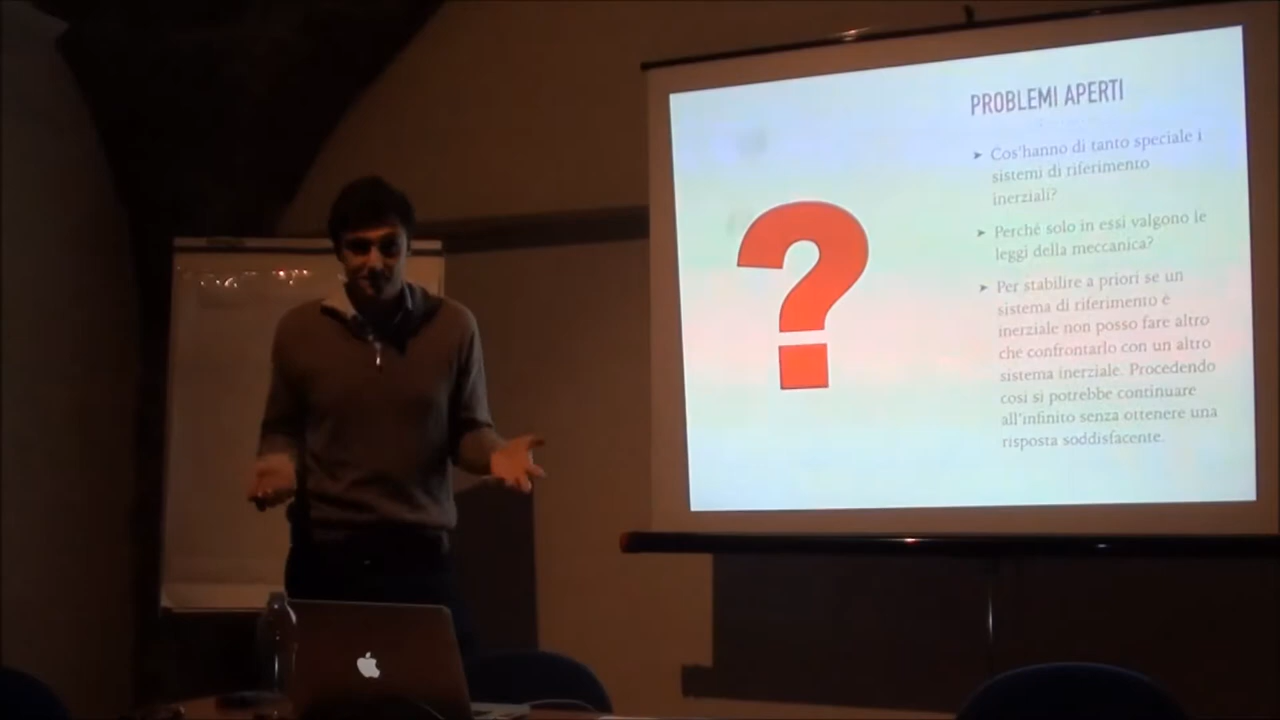 PROBLEMI APERTI
➤ Cos'hanno di tanto speciale i
sistemi di riferimento
inerziali?
➤ Perchè solo in essi valgono le
leggi della meccanica?
➤ Per stabilire a priori se un
sistema di riferimento è
inerziale non posso fare altro
che confrontarlo con un altro
sistema inerziale. Procedendo
così si potrebbe continuare
all'infinito senza ottenere una
risposta soddisfacente.
?